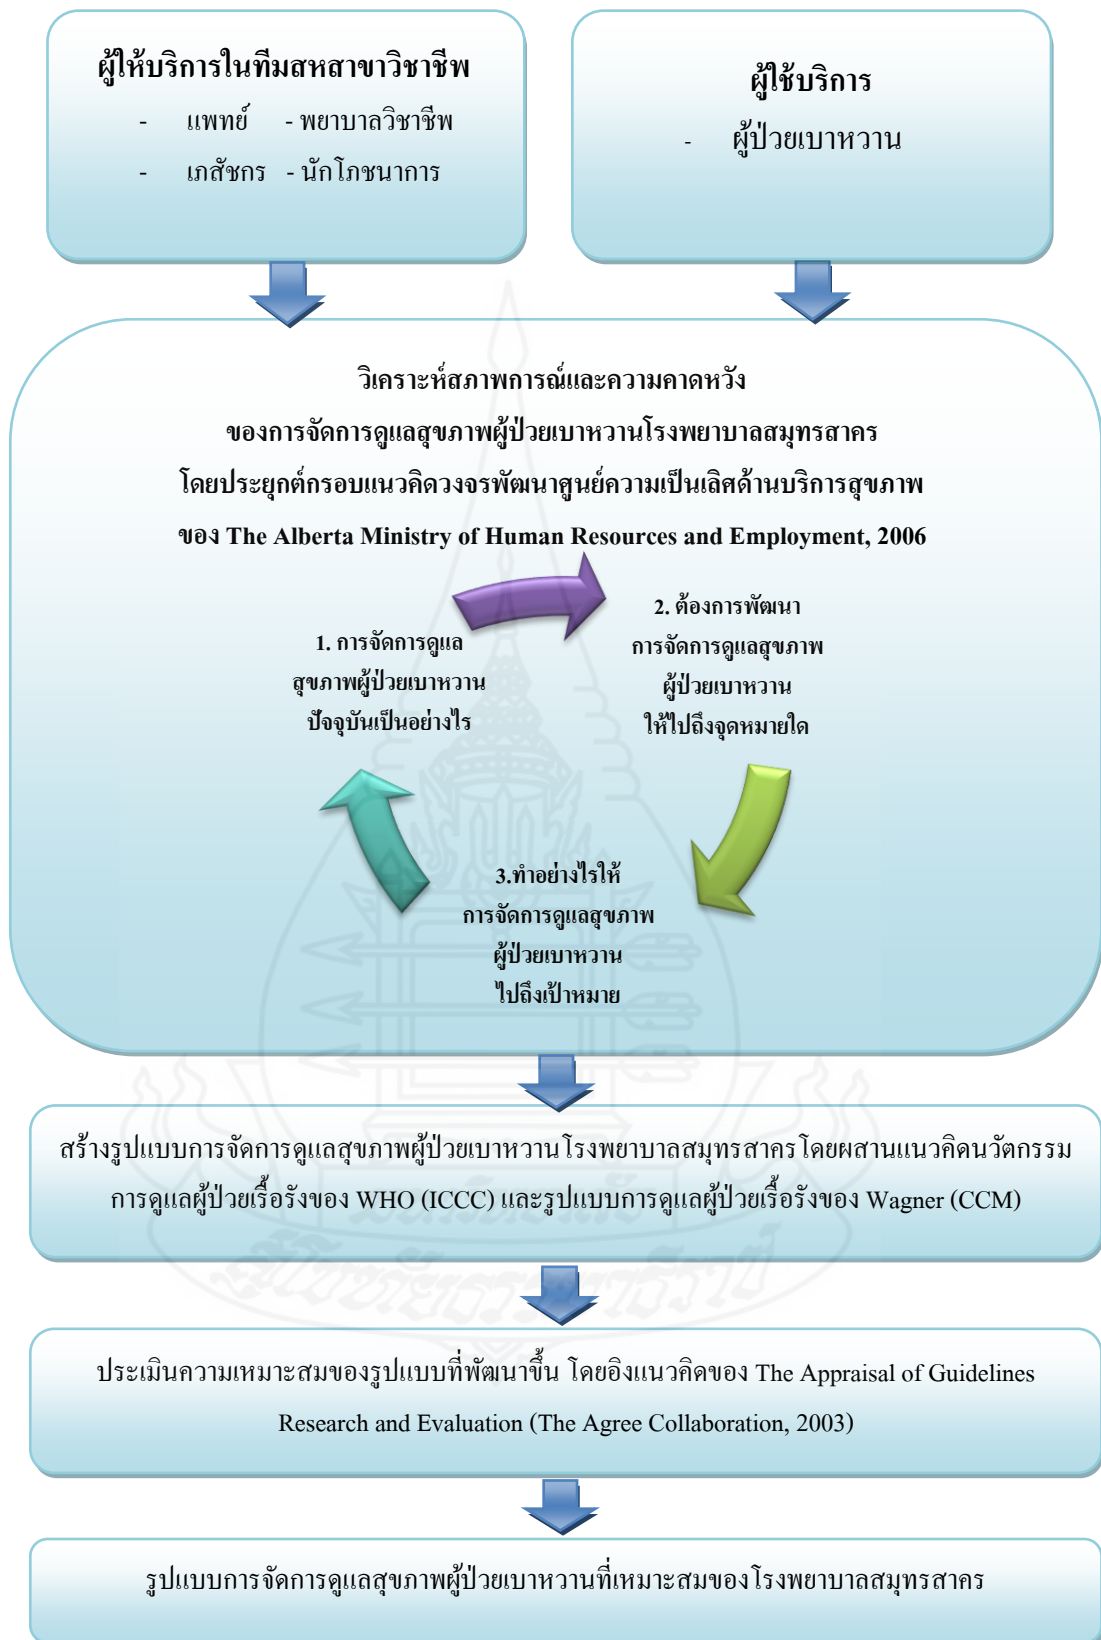 ผู้ให้บริการในทีมสหสาขาวิชาชีพ
- แพทย์ - พยาบาลวิชาชีพ
- เภสัชกร - นักโภชนาการ
ผู้ใช้บริการ
- ผู้ป่วยเบาหวาน
วิเคราะห์สภาพการณ์และความคาดหวัง
ของการจัดการดูแลสุขภาพผู้ป่วยเบาหวานโรงพยาบาลสมุทรสาคร
โดยประยุกต์กรอบแนวคิดวงจรพัฒนาศูนย์ความเป็นเลิศด้านบริการสุขภาพ
ของ The Alberta Ministry of Human Resources and Employment, 2006
1. การจัดการดูแล
สุขภาพผู้ป่วยเบาหวาน
ปัจจุบันเป็นอย่างไร
2. ต้องการพัฒนา
การจัดการดูแลสุขภาพ
ผู้ป่วยเบาหวาน
ให้ไปถึงจุดหมายใด
3.ทำอย่างไรให้
การจัดการดูแลสุขภาพ
ผู้ป่วยเบาหวาน
ไปถึงเป้าหมาย
สร้างรูปแบบการจัดการดูแลสุขภาพผู้ป่วยเบาหวานโรงพยาบาลสมุทรสาครโดยผสานแนวคิดนวัตกรรม
การดูแลผู้ป่วยเรื้อรังของ WHO (ICCC) และรูปแบบการดูแลผู้ป่วยเรื้อรังของ Wagner (CCM)
มหาวิทยาลัย
สุโขทัยธรรมาธิราช
ประเมินความเหมาะสมของรูปแบบที่พัฒนาขึ้น โดยอิงแนวคิดของ The Appraisal of Guidelines
Research and Evaluation (The Agree Collaboration, 2003)
รูปแบบการจัดการดูแลสุขภาพผู้ป่วยเบาหวานที่เหมาะสมของโรงพยาบาลสมุทรสาคร